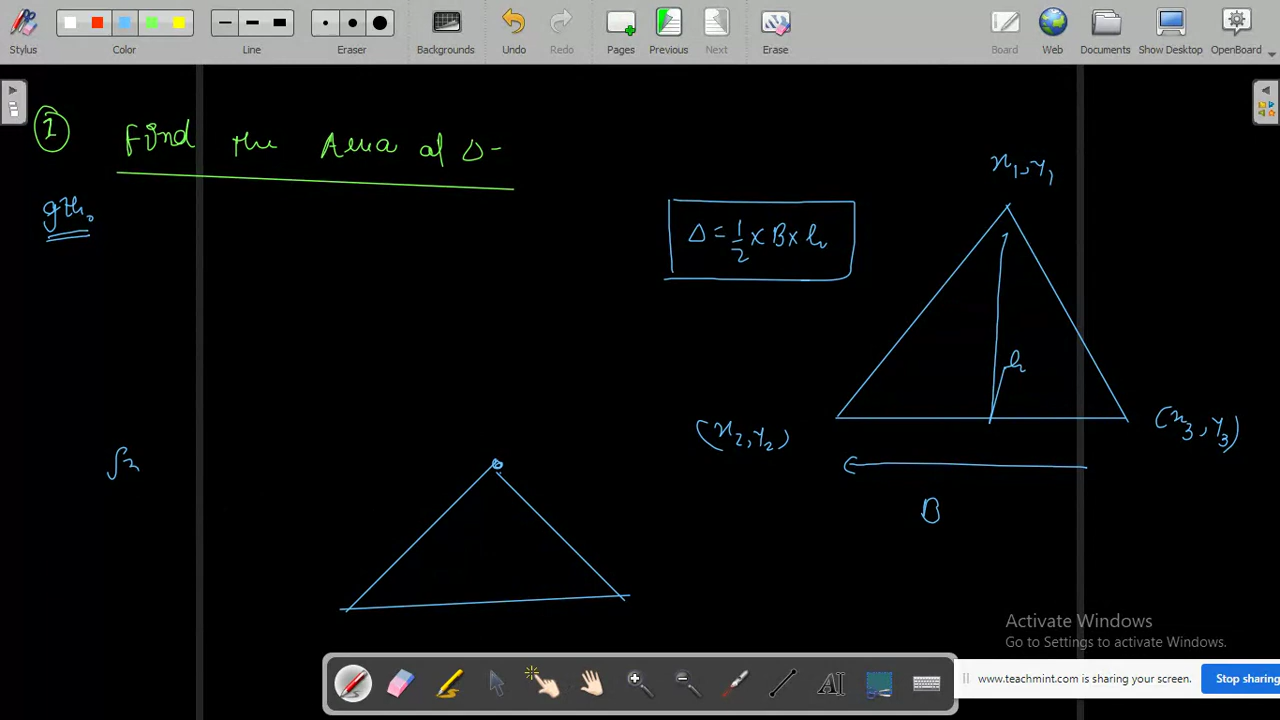 Stylus
Color
Line
Eraser
Backgrounds
Undo
Redo
Pages
Previous
Next
Erase
Board
Web
Documents
Show Desktop
OpenBoard
① Find the Area of Δ-
x₁, y₁
Δ = 1/2 × B × h
h
(x₂, y₂)
(x₃, y₃)
B
Activate Windows
Go to Settings to activate Windows.
www.teachmint.com is sharing your screen.
Stop sharing